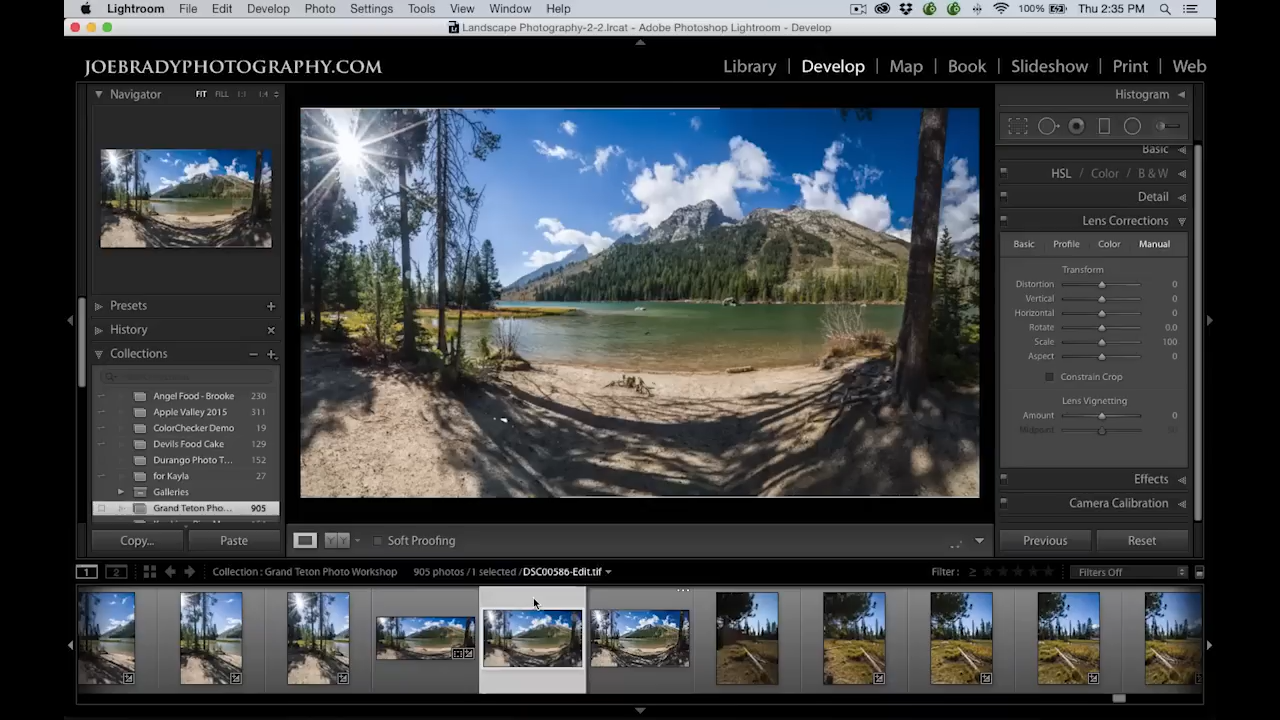 Lightroom File Edit Develop Photo Settings Tools View Window Help 100% Thu 2:35 PM
Landscape Photography-2-2.lrcat - Adobe Photoshop Lightroom - Develop
JOEBRADYPHOTOGRAPHY.COM Library | Develop | Map | Book | Slideshow | Print | Web
Navigator FIT FILL 1:1 1:4 Histogram
Basic
HSL / Color / B & W
Detail
Lens Corrections
Basic Profile Color Manual
Transform
Distortion 0
Vertical 0
Horizontal 0
Rotate 0.0
Scale 100
Aspect 0
Constrain Crop
Lens Vignetting
Amount 0
Midpoint 50
Effects
Camera Calibration
Presets +
History ×
Collections − +
Angel Food - Brooke 230
Apple Valley 2015 311
ColorChecker Demo 19
Devils Food Cake 129
Durango Photo T... 152
for Kayla 27
Galleries
Grand Teton Pho... 905
Copy... Paste Y Y Soft Proofing Previous Reset
1 2 Collection : Grand Teton Photo Workshop 905 photos / 1 selected / DSC00586-Edit.tif Filter : ≥ ★★★★★ Filters Off